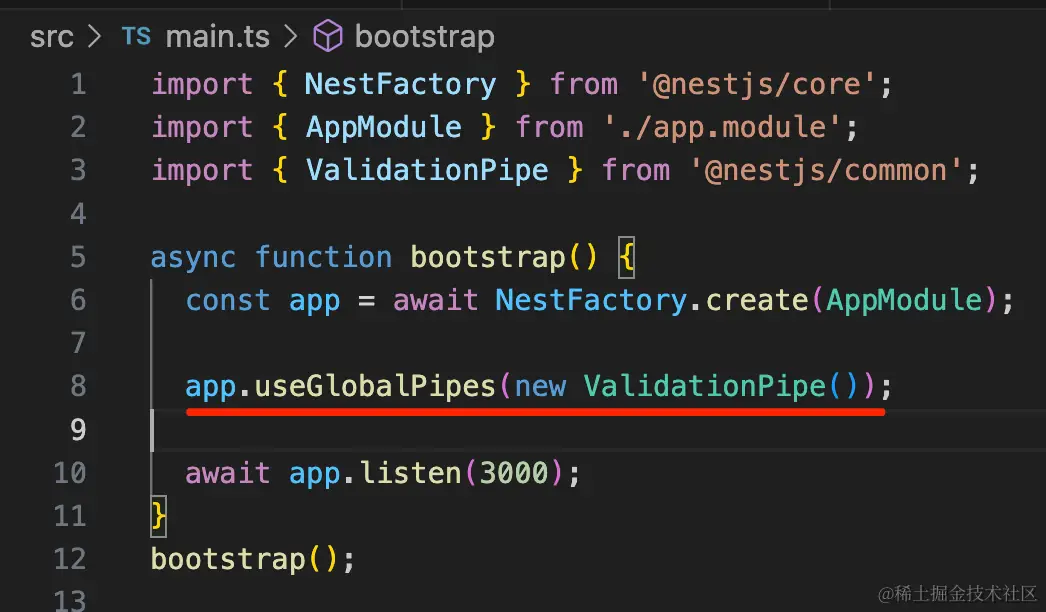 src > TS main.ts > bootstrap
1 import { NestFactory } from '@nestjs/core';
2 import { AppModule } from './app.module';
3 import { ValidationPipe } from '@nestjs/common';
4
5 async function bootstrap() {
6   const app = await NestFactory.create(AppModule);
7
8   app.useGlobalPipes(new ValidationPipe());
9
10   await app.listen(3000);
11 }
12 bootstrap();
13
@稀土掘金技术社区